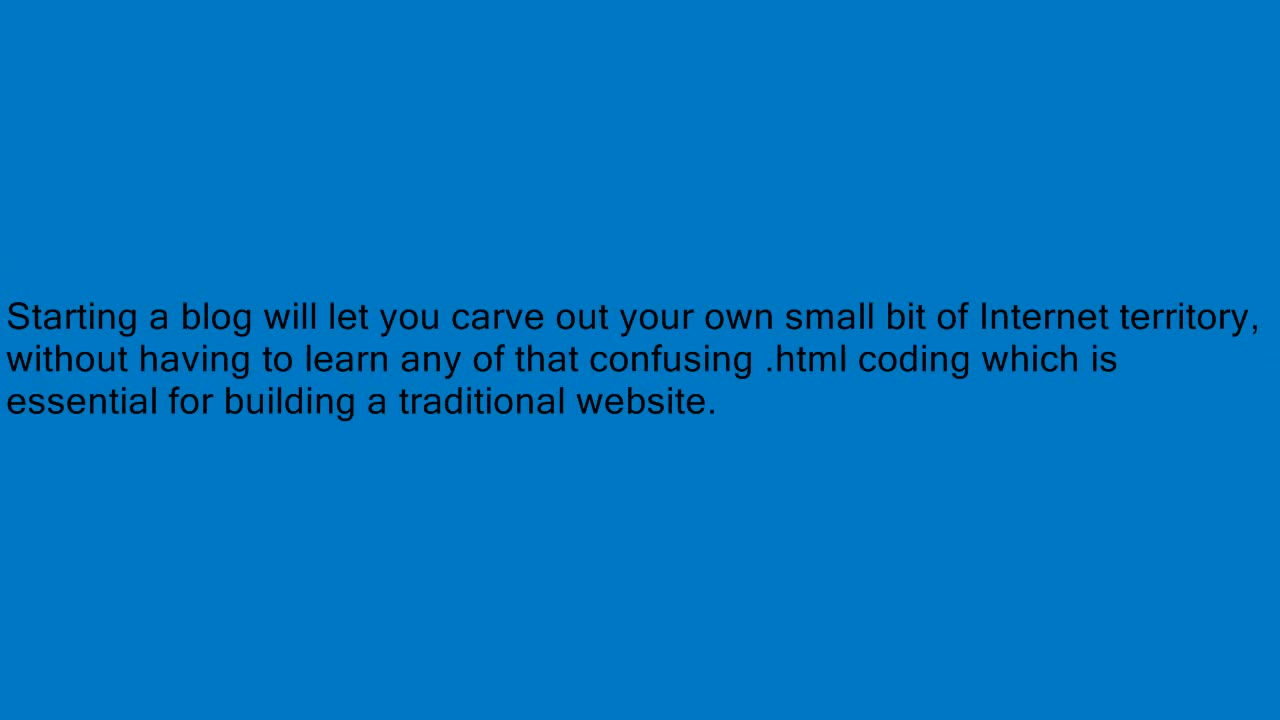 Starting a blog will let you carve out your own small bit of Internet territory,
without having to learn any of that confusing .html coding which is
essential for building a traditional website.